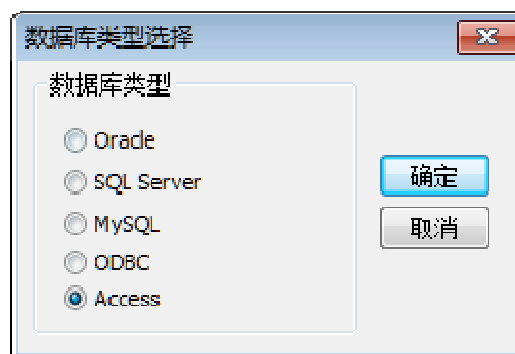 数据库类型选择
数据库类型
Oracle
SQL Server
MySQL
ODBC
Access
确定
取消